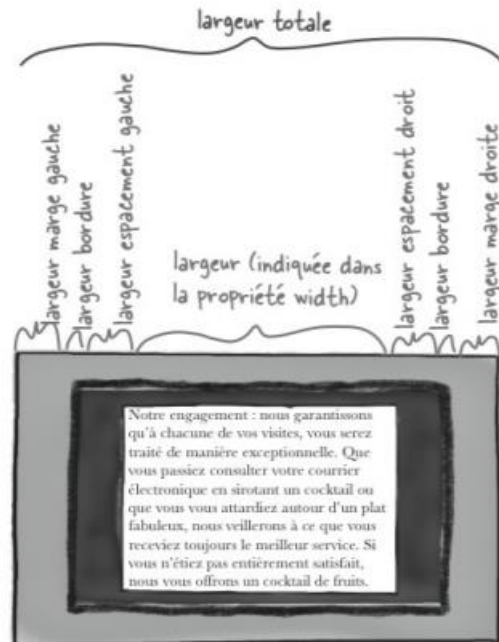 largeur totale
largeur marge gauche
largeur bordure
largeur espacement gauche
largeur (indiquée dans
la propriété width)
largeur espacement droit
largeur bordure
largeur marge droite
Notre engagement : nous garantissons
qu'à chacune de vos visites, vous serez
traité de manière exceptionnelle. Que
vous passiez consulter votre courrier
électronique en sirotant un cocktail ou
que vous vous attardiez autour d'un plat
fabuleux, nous veillerons à ce que vous
receviez toujours le meilleur service. Si
vous n'étiez pas entièrement satisfait,
nous vous offrons un cocktail de fruits.